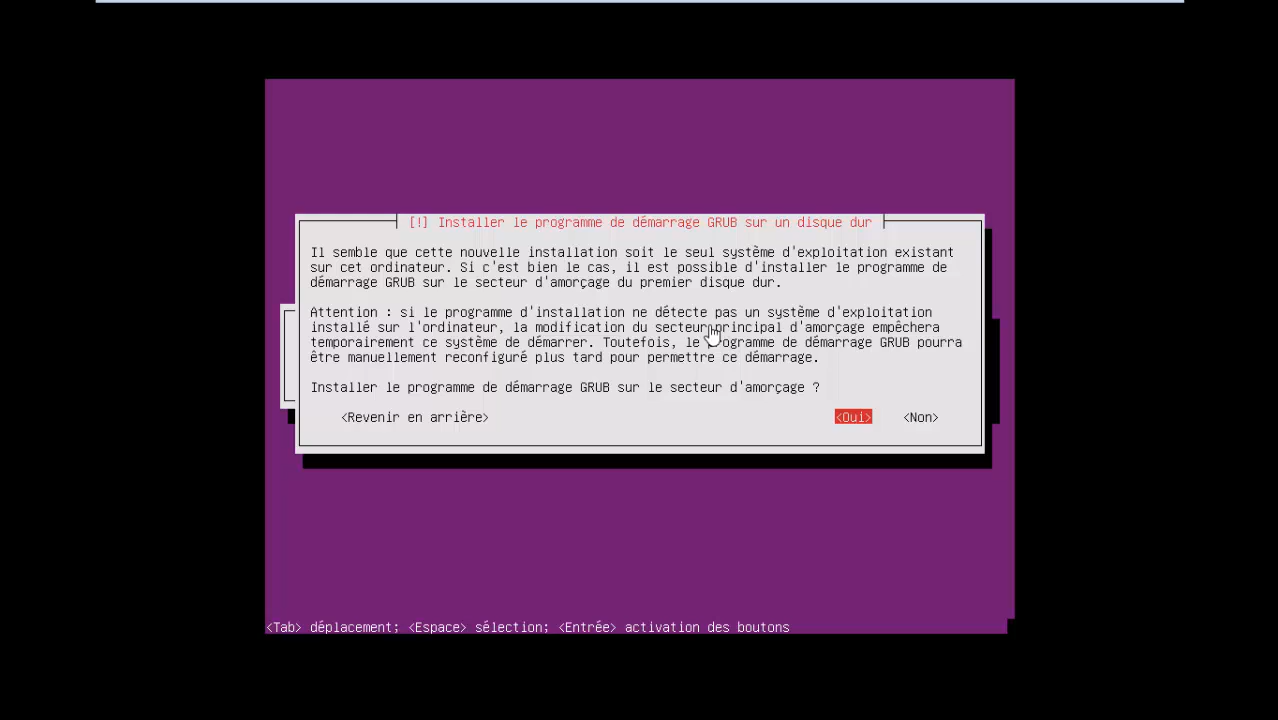 [!] Installer le programme de démarrage GRUB sur un disque dur
Il semble que cette nouvelle installation soit le seul système d'exploitation existant
sur cet ordinateur. Si c'est bien le cas, il est possible d'installer le programme de
démarrage GRUB sur le secteur d'amorçage du premier disque dur.
Attention : si le programme d'installation ne détecte pas un système d'exploitation
installé sur l'ordinateur, la modification du secteur principal d'amorçage empêchera
temporairement ce système de démarrer. Toutefois, le programme de démarrage GRUB pourra
être manuellement reconfiguré plus tard pour permettre ce démarrage.
Installer le programme de démarrage GRUB sur le secteur d'amorçage ?
<Revenir en arrière> <Oui> <Non>
<Tab> déplacement; <Espace> sélection; <Entrée> activation des boutons